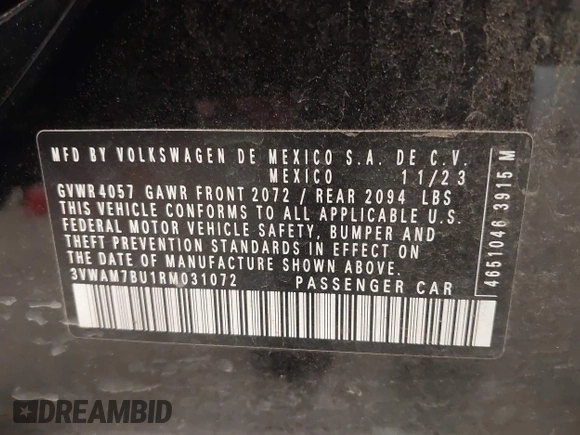 MFD BY VOLKSWAGEN DE MEXICO S.A. DE C.V.
MEXICO 11/23
GVWR 4057 GAWR FRONT 2072 / REAR 2094 LBS
THIS VEHICLE CONFORMS TO ALL APPLICABLE U.S.
FEDERAL MOTOR VEHICLE SAFETY, BUMPER AND
THEFT PREVENTION STANDARDS IN EFFECT ON
THE DATE OF MANUFACTURE SHOWN ABOVE.
3VWAM7BU1RM031072 PASSENGER CAR
4651046 3915 M
DREAMBID